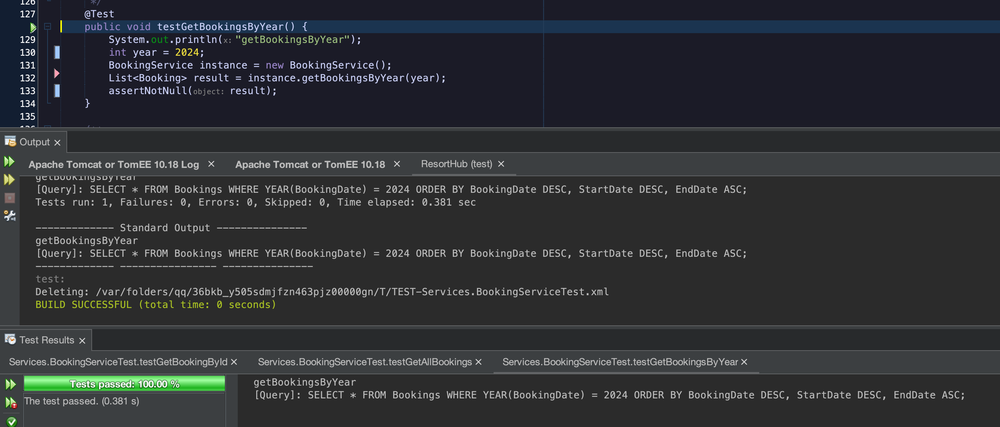 126 */
127 @Test
public void testGetBookingsByYear() {
129 System.out.println(x: "getBookingsByYear");
130 int year = 2024;
131 BookingService instance = new BookingService();
132 List<Booking> result = instance.getBookingsByYear(year);
133 assertNotNull(object: result);
134 }
135
136 /**
Output
Apache Tomcat or TomEE 10.18 Log
Apache Tomcat or TomEE 10.18
ResortHub (test)
getBookingsByYear
[Query]: SELECT * FROM Bookings WHERE YEAR(BookingDate) = 2024 ORDER BY BookingDate DESC, StartDate DESC, EndDate ASC;
Tests run: 1, Failures: 0, Errors: 0, Skipped: 0, Time elapsed: 0.381 sec
------------- Standard Output ---------------
getBookingsByYear
[Query]: SELECT * FROM Bookings WHERE YEAR(BookingDate) = 2024 ORDER BY BookingDate DESC, StartDate DESC, EndDate ASC;
------------- ---------------- ---------------
test:
Deleting: /var/folders/qq/36bkb_y505sdmjfzn463pjz00000gn/T/TEST-Services.BookingServiceTest.xml
BUILD SUCCESSFUL (total time: 0 seconds)
Test Results
Services.BookingServiceTest.testGetBookingById
Services.BookingServiceTest.testGetAllBookings
Services.BookingServiceTest.testGetBookingsByYear
Tests passed: 100.00 %
The test passed. (0.381 s)
getBookingsByYear
[Query]: SELECT * FROM Bookings WHERE YEAR(BookingDate) = 2024 ORDER BY BookingDate DESC, StartDate DESC, EndDate ASC;